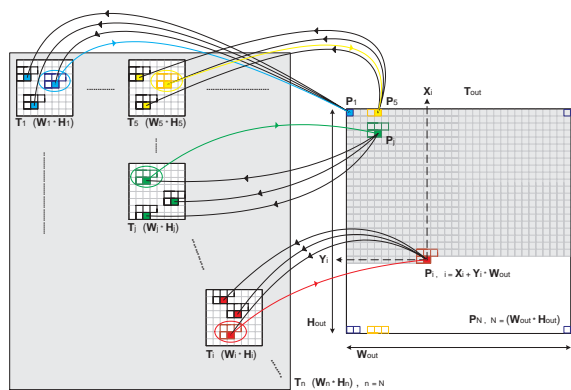 Xi
Tout
P1
P5
T1 (W1 * H1)
T5 (W5 * H5)
Pj
Tj (Wj * Hj)
Yi
Pi , i = Xi + Yi * Wout
Hout
PN , N = (Wout * Hout)
Ti (Wi * Hi)
Wout
Tn (Wn * Hn) , n = N